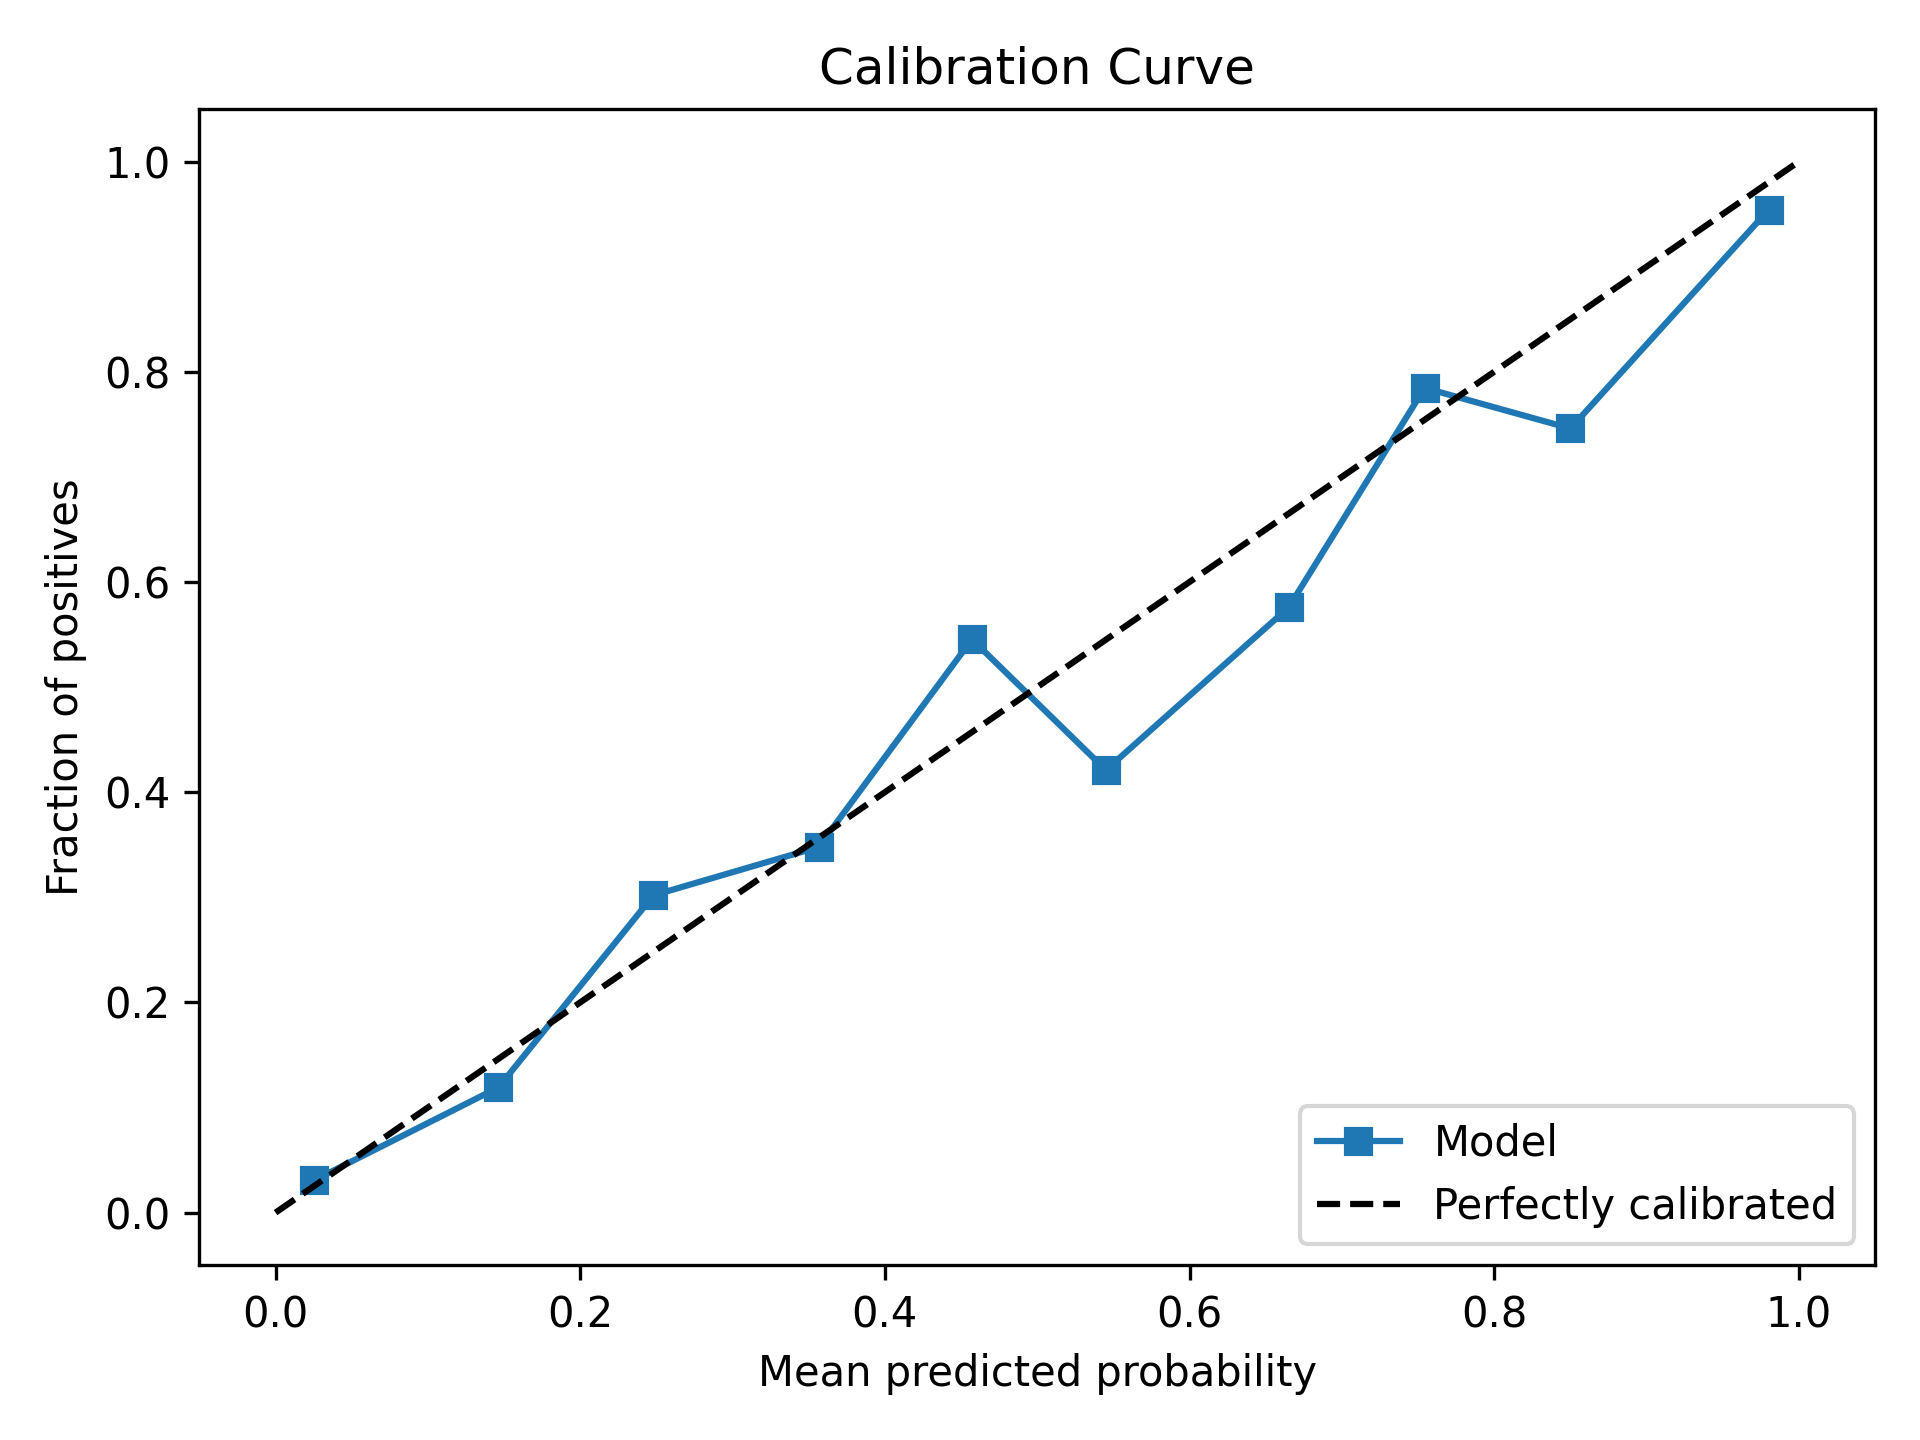 Calibration Curve
1.0
0.8
0.6
0.4
0.2
0.0
Fraction of positives
0.0 0.2 0.4 0.6 0.8 1.0
Mean predicted probability
Model
Perfectly calibrated